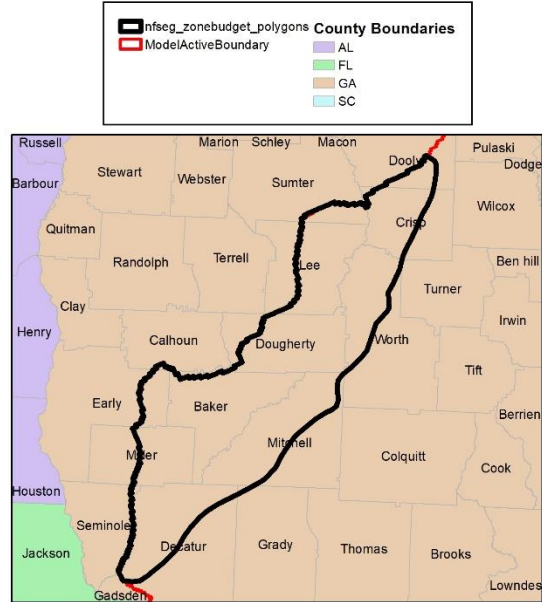 nfseg_zonebudget_polygons
ModelActiveBoundary
County Boundaries
AL
FL
GA
SC
Russell
Marion
Schley
Macon
Pulaski
Dooly
Dodge
Barbour
Stewart
Webster
Sumter
Wilcox
Quitman
Crisp
Randolph
Terrell
Lee
Ben hill
Turner
Clay
Irwin
Henry
Calhoun
Dougherty
Worth
Tift
Early
Baker
Berrien
Mitchell
Miller
Colquitt
Cook
Houston
Seminole
Jackson
Decatur
Grady
Thomas
Brooks
Gadsden
Lowndes